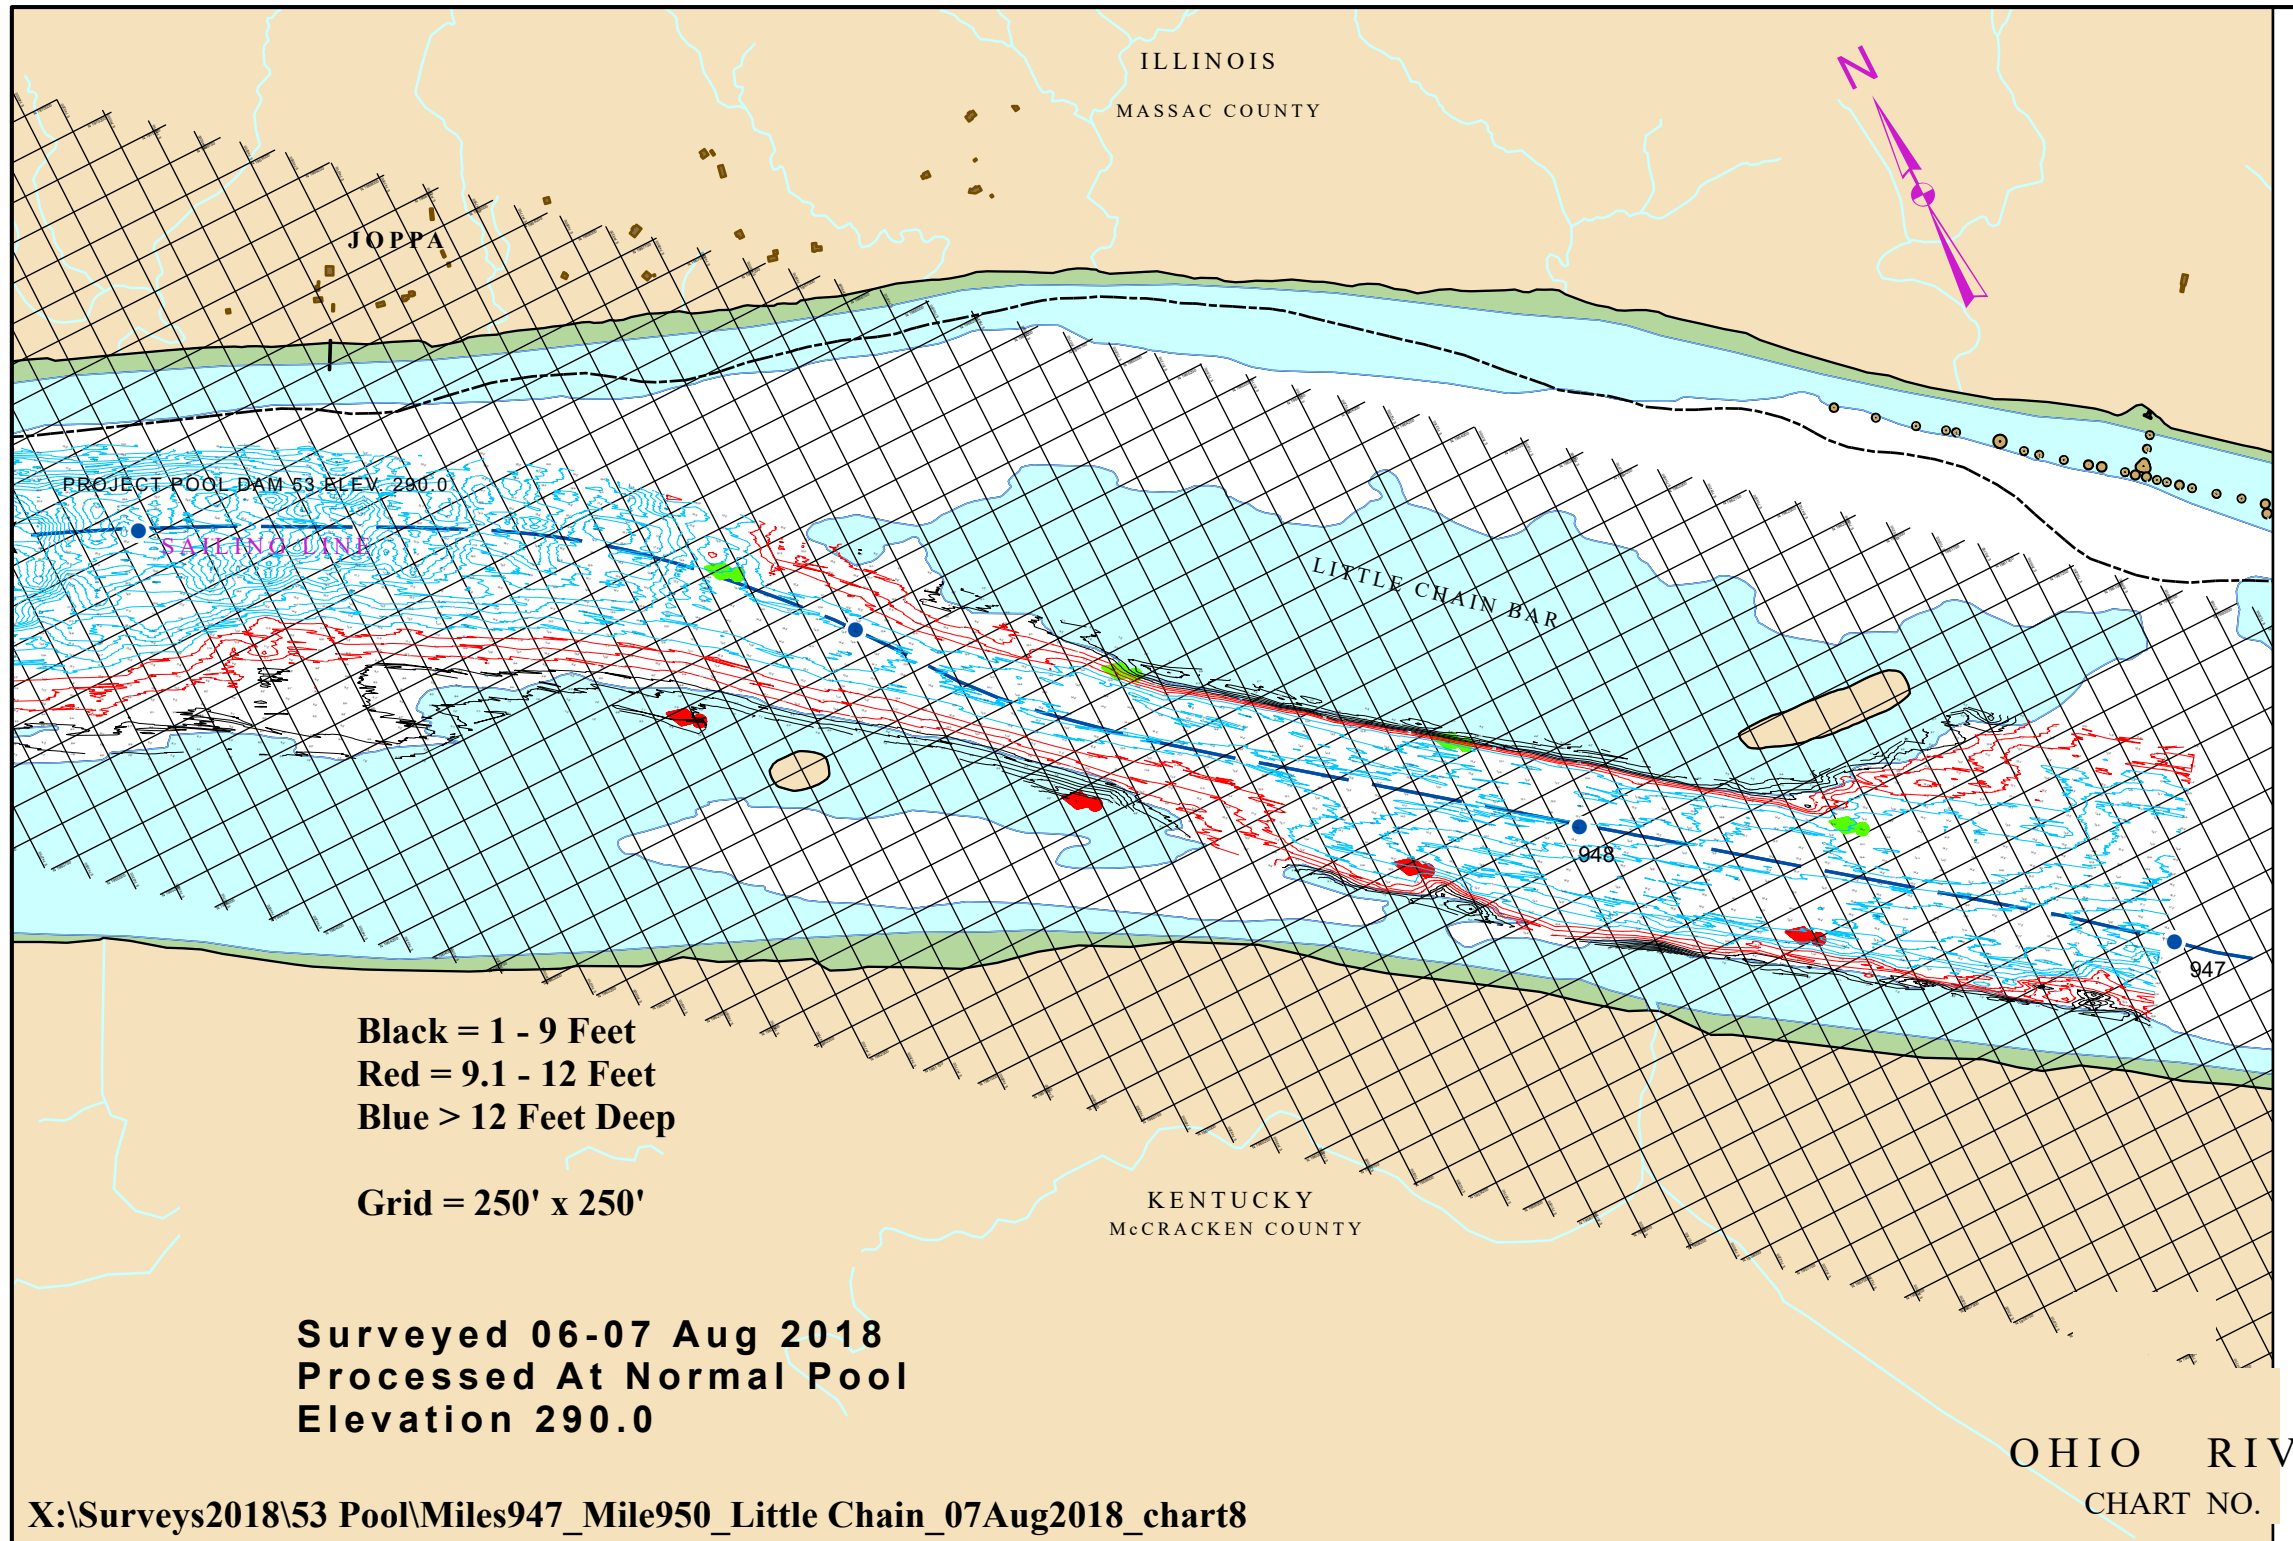 ILLINOIS
MASSAC COUNTY
N
JOPPA
PROJECT POOL DAM 53 ELEV. 290.0
SAILING LINE
LITTLE CHAIN BAR
948
947
Black = 1 - 9 Feet
Red = 9.1 - 12 Feet
Blue > 12 Feet Deep
Grid = 250' x 250'
KENTUCKY
McCRACKEN COUNTY
Surveyed 06-07 Aug 2018
Processed At Normal Pool
Elevation 290.0
OHIO RIV
CHART NO.
X:\Surveys2018\53 Pool\Miles947_Mile950_Little Chain_07Aug2018_chart8